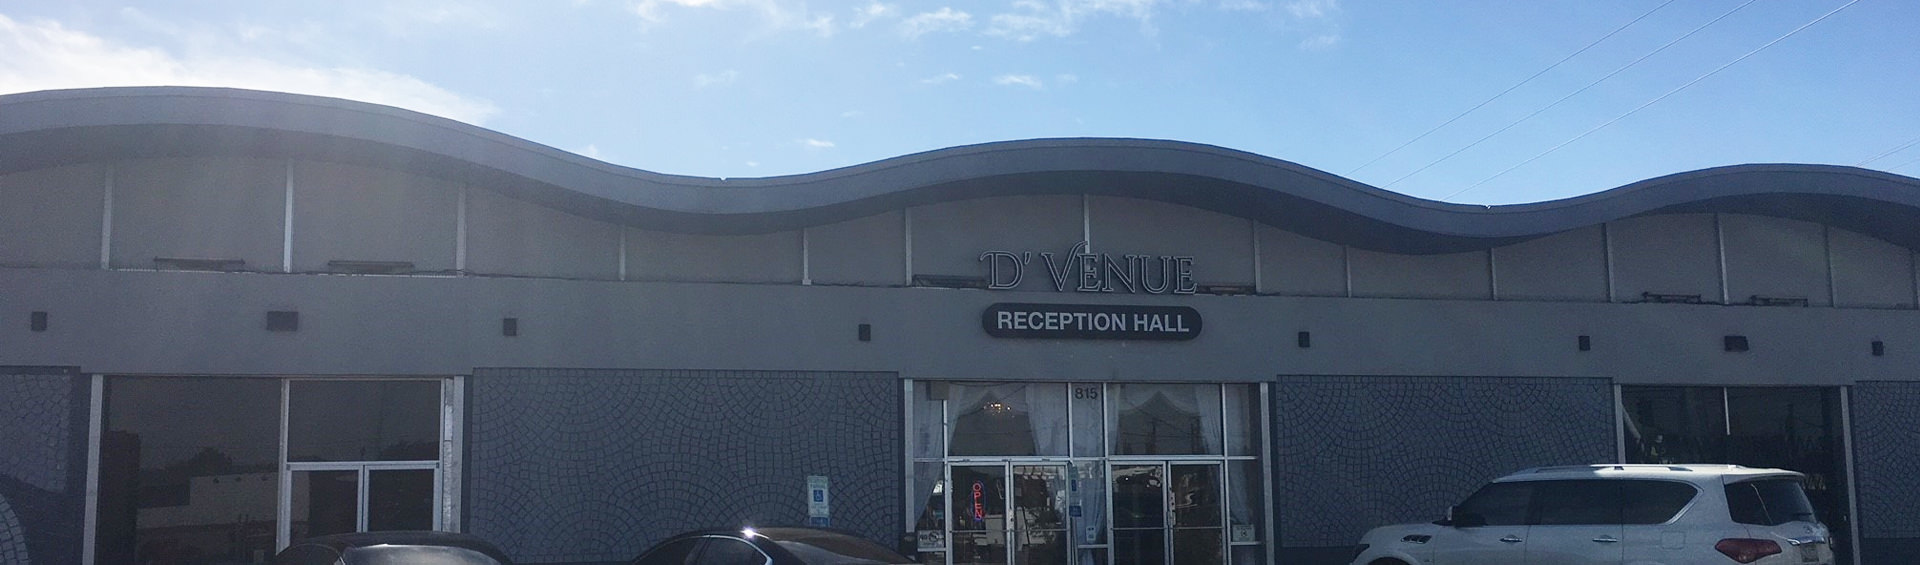 D' VENUE
RECEPTION HALL
815
OPEN